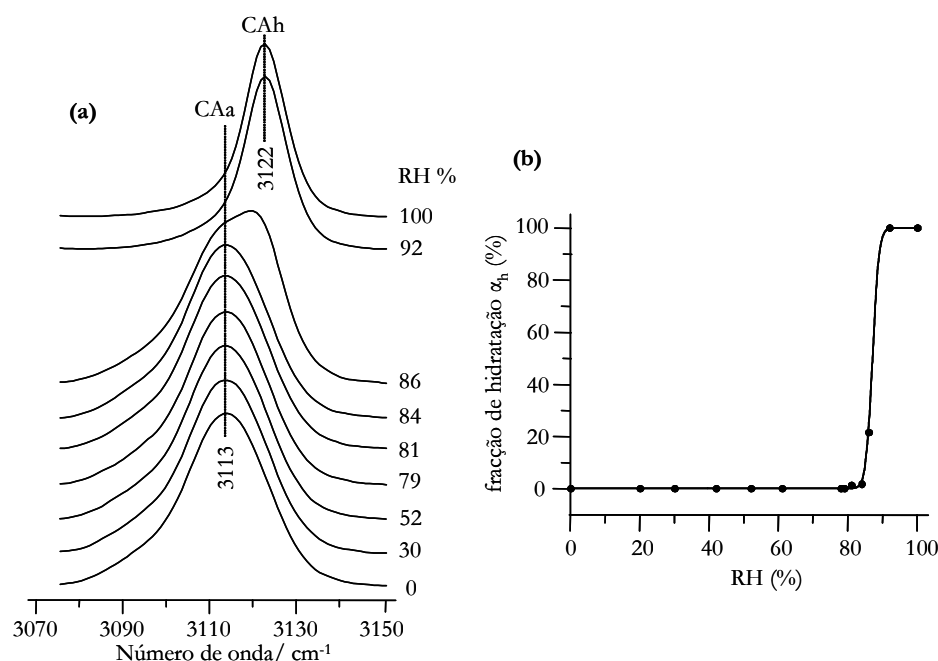 CAh
(a)
CAa
3122
RH %
100
92
86
84
81
79
52
30
0
3113
3070 3090 3110 3130 3150
Número de onda/ cm⁻¹
(b)
fracção de hidratação αₕ (%)
100
80
60
40
20
0
0 20 40 60 80 100
RH (%)